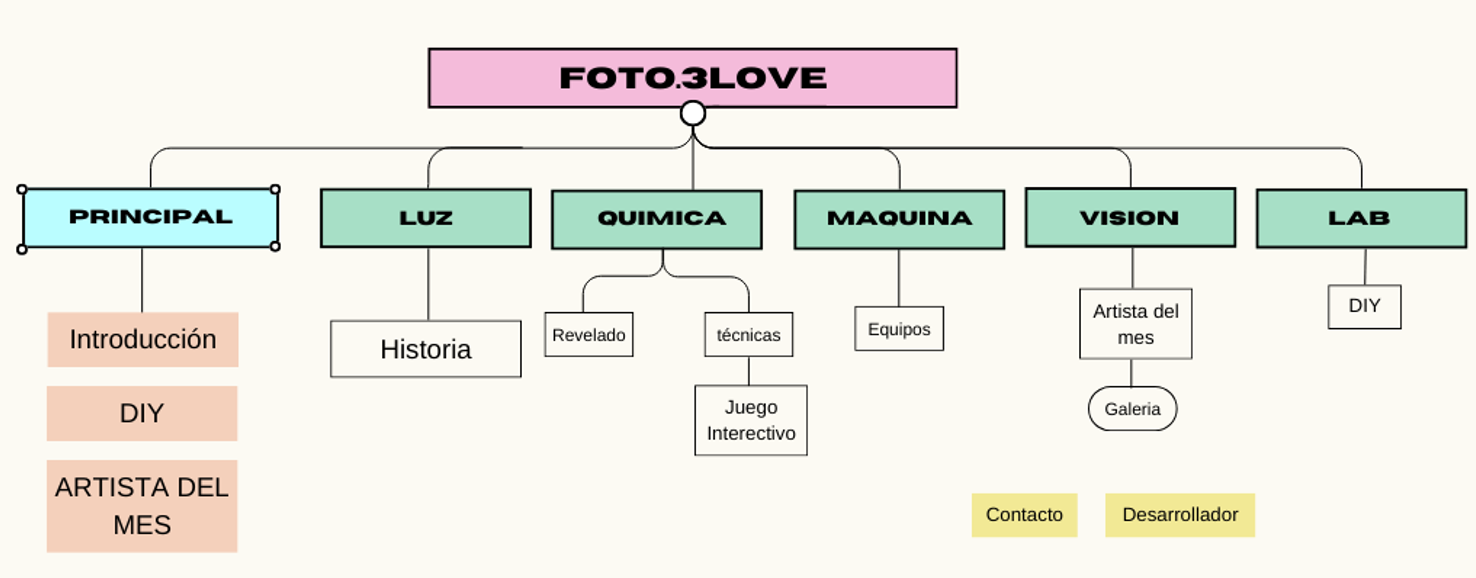 FOTO.3LOVE
PRINCIPAL
LUZ
QUIMICA
MAQUINA
VISION
LAB
Introducción
DIY
ARTISTA DEL
MES
Historia
Revelado
técnicas
Juego
Interectivo
Equipos
Artista del
mes
Galeria
DIY
Contacto
Desarrollador